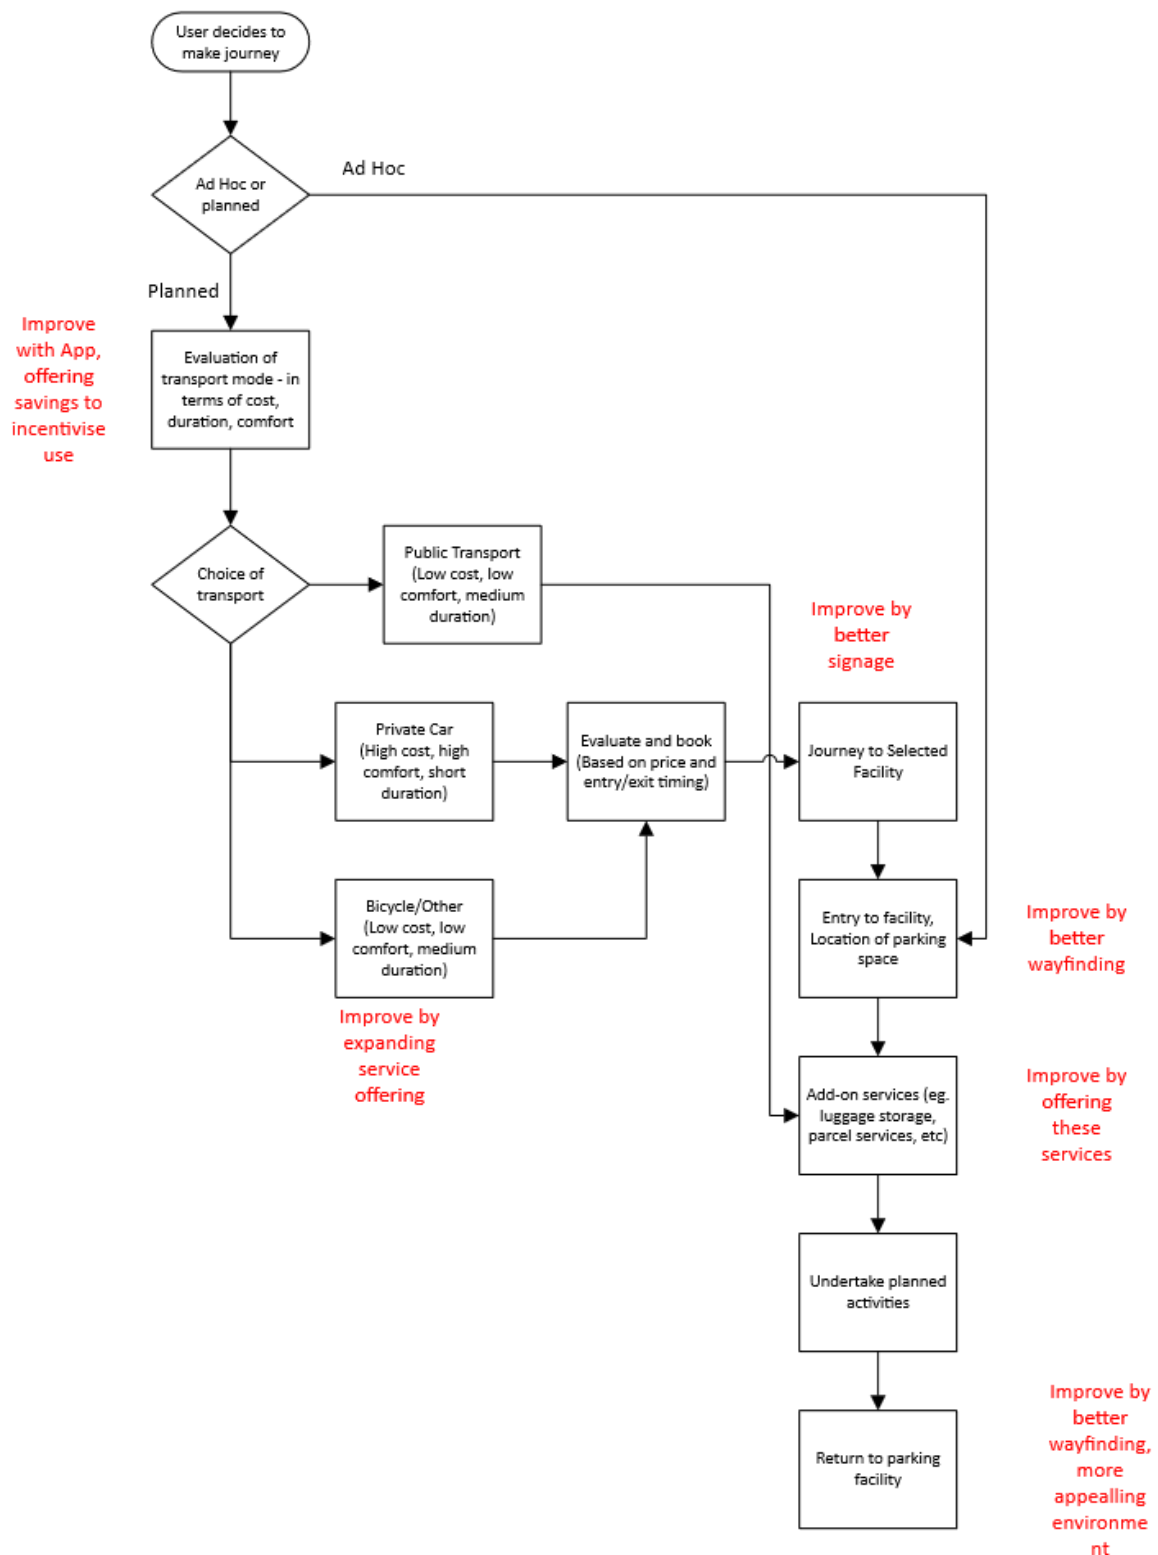 User decides to
make journey
Ad Hoc or
planned
Ad Hoc
Planned
Improve
with App,
offering
savings to
incentivise
use
Evaluation of
transport mode - in
terms of cost,
duration, comfort
Choice of
transport
Public Transport
(Low cost, low
comfort, medium
duration)
Improve by
better
signage
Private Car
(High cost, high
comfort, short
duration)
Evaluate and book
(Based on price and
entry/exit timing)
Journey to Selected
Facility
Bicycle/Other
(Low cost, low
comfort, medium
duration)
Improve by
expanding
service
offering
Entry to facility,
Location of parking
space
Improve by
better
wayfinding
Add-on services (eg.
luggage storage,
parcel services, etc)
Improve by
offering
these
services
Undertake planned
activities
Return to parking
facility
Improve by
better
wayfinding,
more
appealling
environme
nt